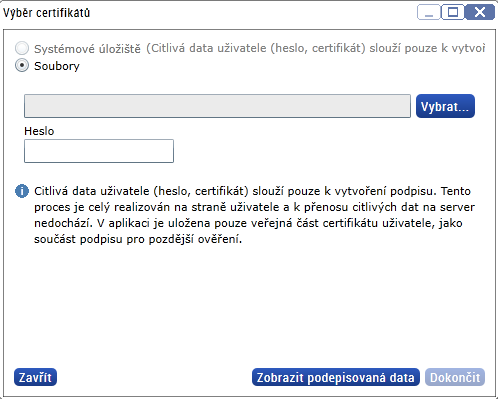 Výběr certifikátů
Systémové úložiště (Citlivá data uživatele (heslo, certifikát) slouží pouze k vytvoř
Soubory
Vybrat...
Heslo
Citlivá data uživatele (heslo, certifikát) slouží pouze k vytvoření podpisu. Tento
proces je celý realizován na straně uživatele a k přenosu citlivých dat na server
nedochází. V aplikaci je uložena pouze veřejná část certifikátu uživatele, jako
součást podpisu pro pozdější ověření.
Zavřít
Zobrazit podepisovaná data
Dokončit